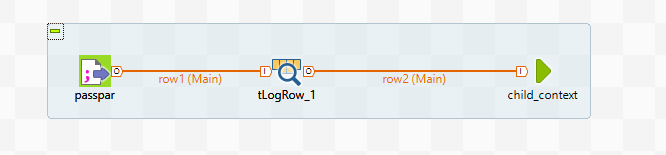 O
row1 (Main)
I
O
row2 (Main)
I
passpar
tLogRow_1
child_context